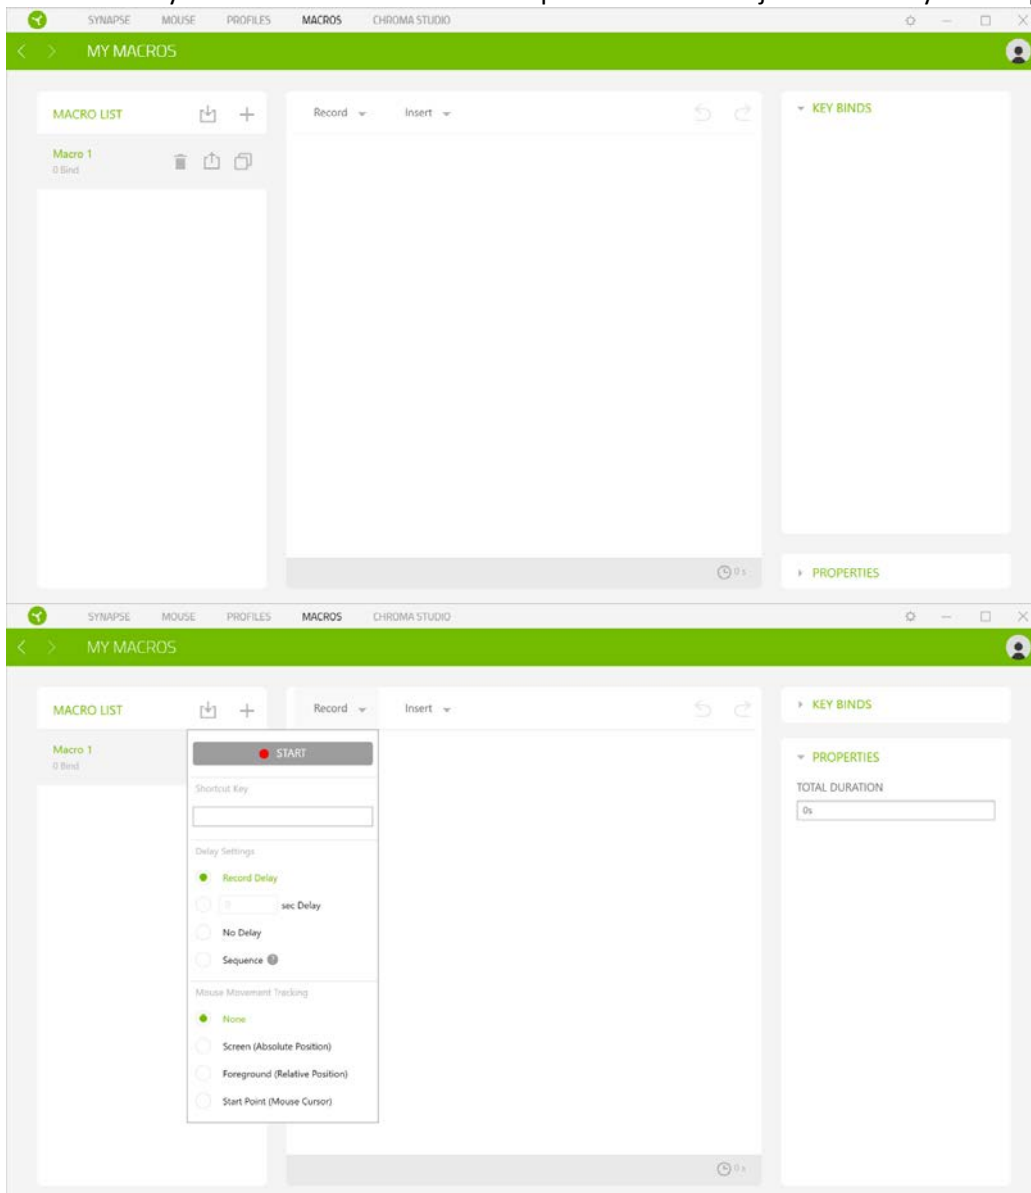 SYNAPSE MOUSE PROFILES MACROS CHROMA STUDIO
MY MACROS
MACRO LIST
Record
Insert
KEY BINDS
Macro 1
0 Bind
0 s
PROPERTIES
SYNAPSE MOUSE PROFILES MACROS CHROMA STUDIO
MY MACROS
MACRO LIST
Record
Insert
KEY BINDS
Macro 1
0 Bind
START
Shortcut Key
Delay Settings
Record Delay
0 sec Delay
No Delay
Sequence ?
Mouse Movement Tracking
None
Screen (Absolute Position)
Foreground (Relative Position)
Start Point (Mouse Cursor)
PROPERTIES
TOTAL DURATION
0s
0 s